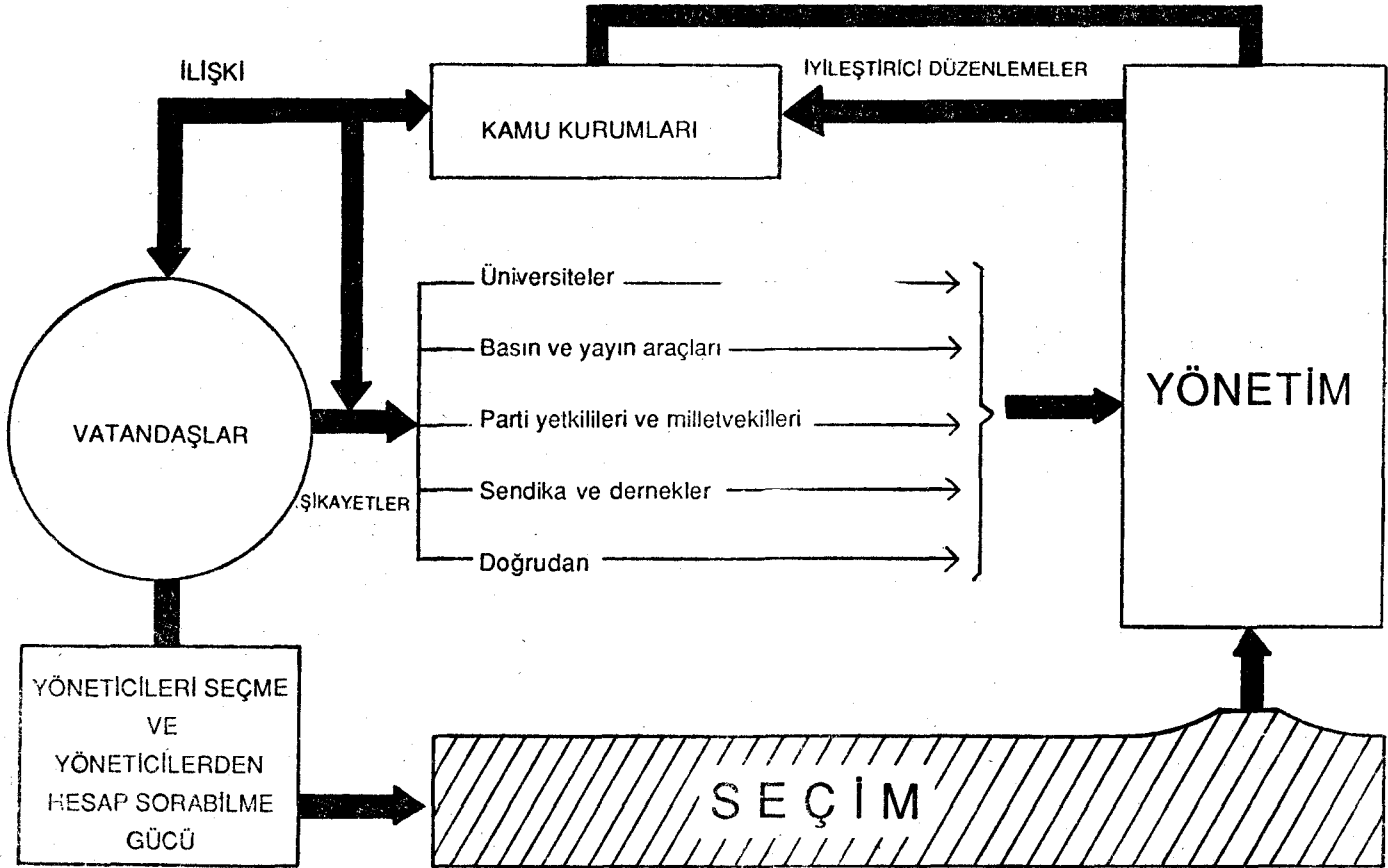 İLİŞKİ
İYİLEŞTİRİCİ DÜZENLEMELER
KAMU KURUMLARI
Üniversiteler
Basın ve yayın araçları
YÖNETİM
Parti yetkilileri ve milletvekilleri
VATANDAŞLAR
Sendika ve dernekler
ŞİKAYETLER
Doğrudan
YÖNETİCİLERİ SEÇME
VE
YÖNETİCİLERDEN
HESAP SORABİLME
GÜCÜ
SEÇİM